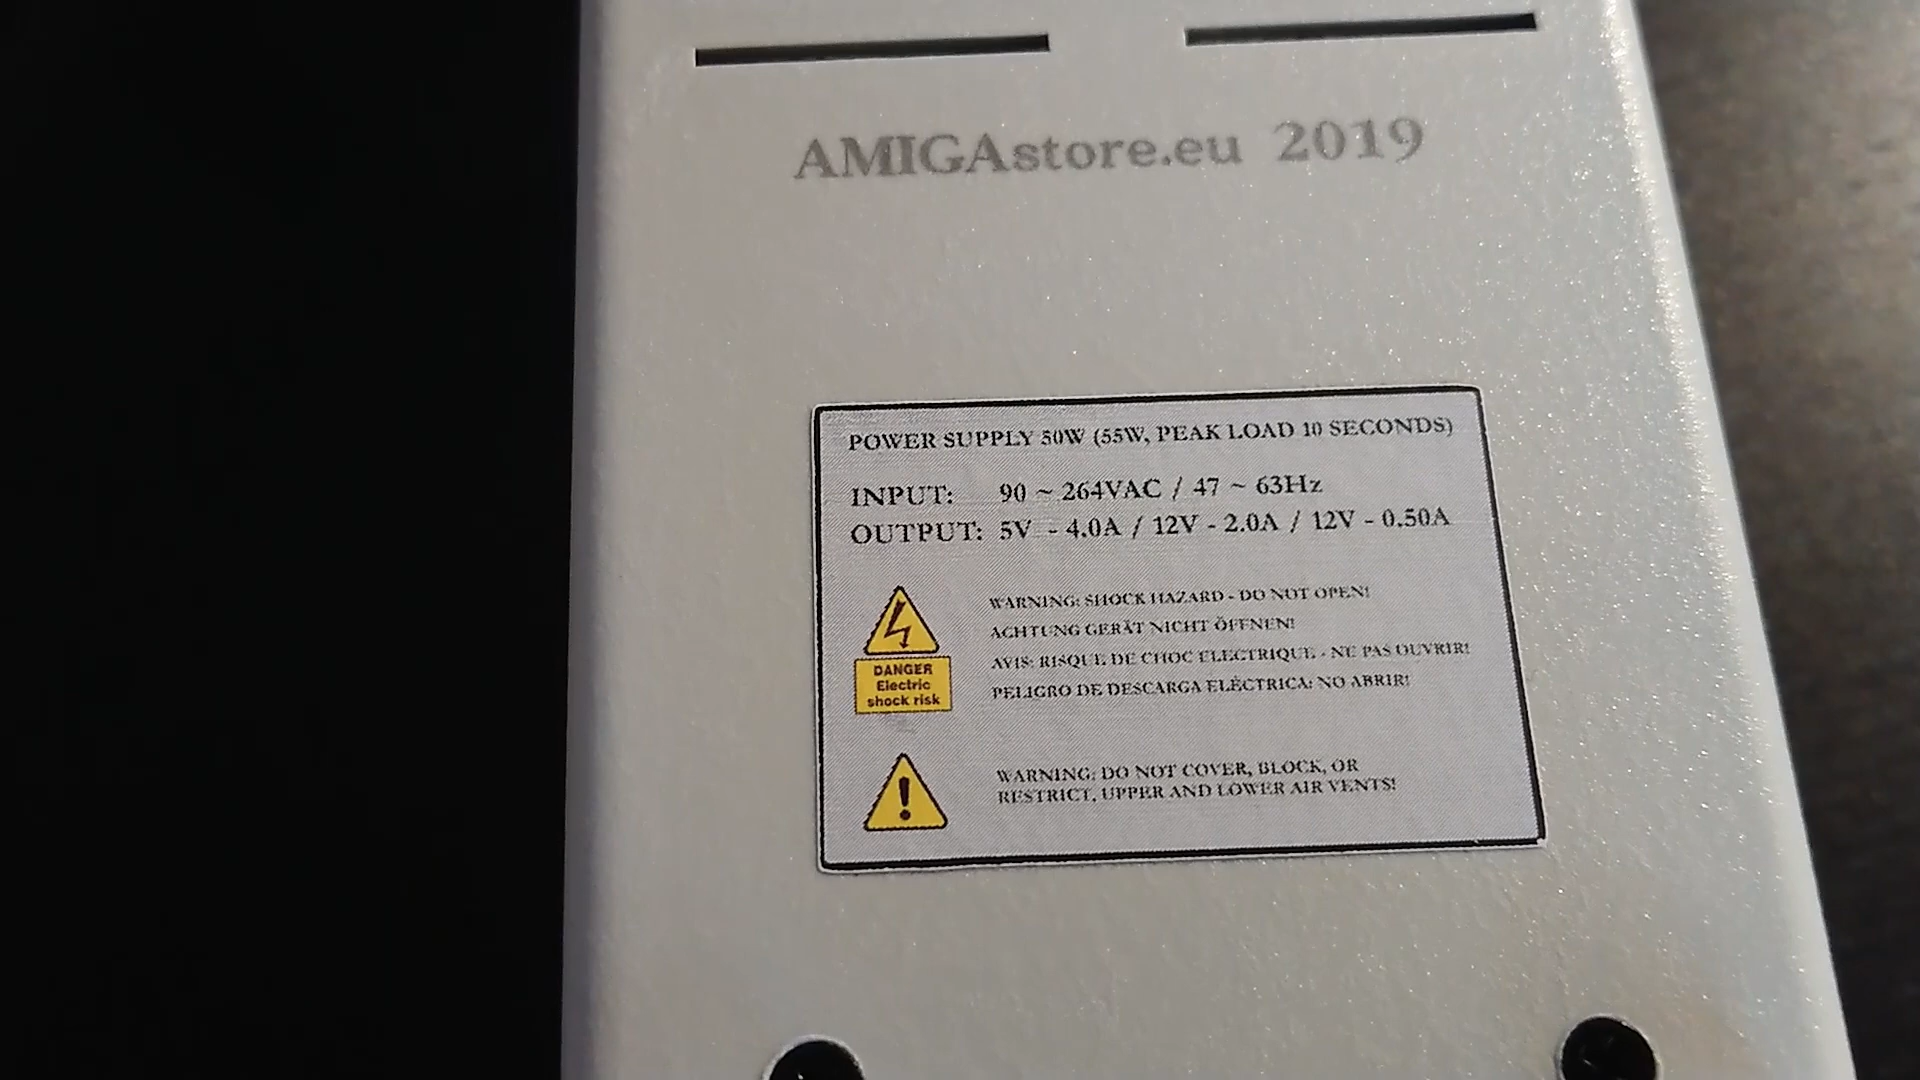 AMIGAstore.eu 2019
POWER SUPPLY 50W (55W, PEAK LOAD 10 SECONDS)
INPUT: 90 ~ 264VAC / 47 ~ 63Hz
OUTPUT: 5V - 4.0A / 12V - 2.0A / 12V - 0.50A
WARNING: SHOCK HAZARD - DO NOT OPEN!
ACHTUNG GERÄT NICHT ÖFFNEN!
AVIS: RISQUE DE CHOC ELECTRIQUE - NE PAS OUVRIR!
PELIGRO DE DESCARGA ELÉCTRICA: NO ABRIR!
DANGER
Electric
shock risk
WARNING: DO NOT COVER, BLOCK, OR
RESTRICT, UPPER AND LOWER AIR VENTS!